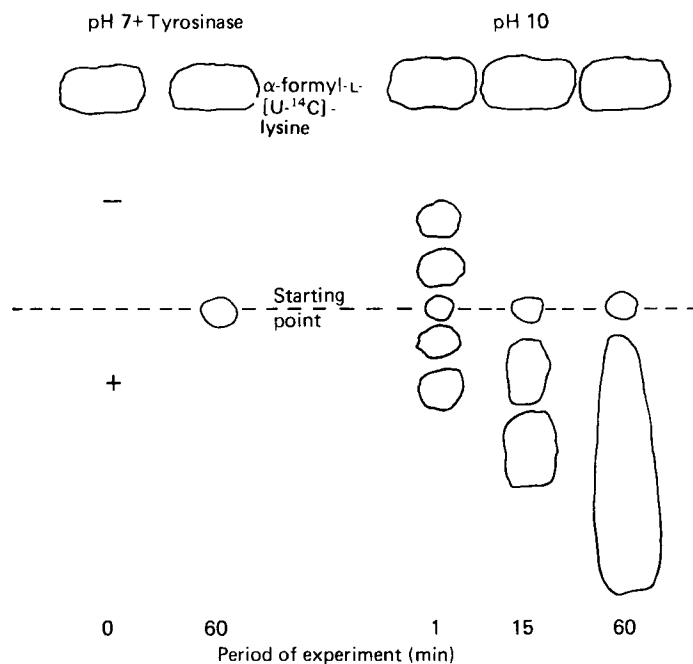 pH 7+ Tyrosinase
pH 10
α-formyl-L-
[U-¹⁴C]-
lysine
−
Starting
point
+
0
60
1
15
60
Period of experiment (min)